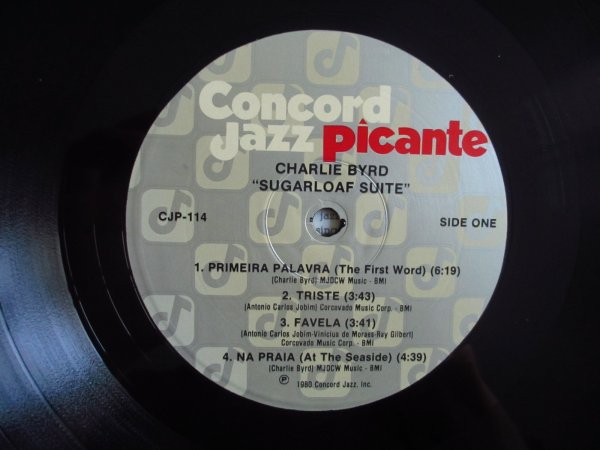 Concord
Jazz picante
CHARLIE BYRD
"SUGARLOAF SUITE"
CJP-114
SIDE ONE
1. PRIMEIRA PALAVRA (The First Word) (6:19)
(Charlie Byrd) MJDCW Music - BMI
2. TRISTE (3:43)
(Antonio Carlos Jobim) Corcovado Music Corp. - BMI
3. FAVELA (3:41)
(Antonio Carlos Jobim-Vinicius de Moraes-Ray Gilbert)
Corcovado Music Corp. - BMI
4. NA PRAIA (At The Seaside) (4:39)
(Charlie Byrd) MJDCW Music - BMI
℗
1980 Concord Jazz, Inc.